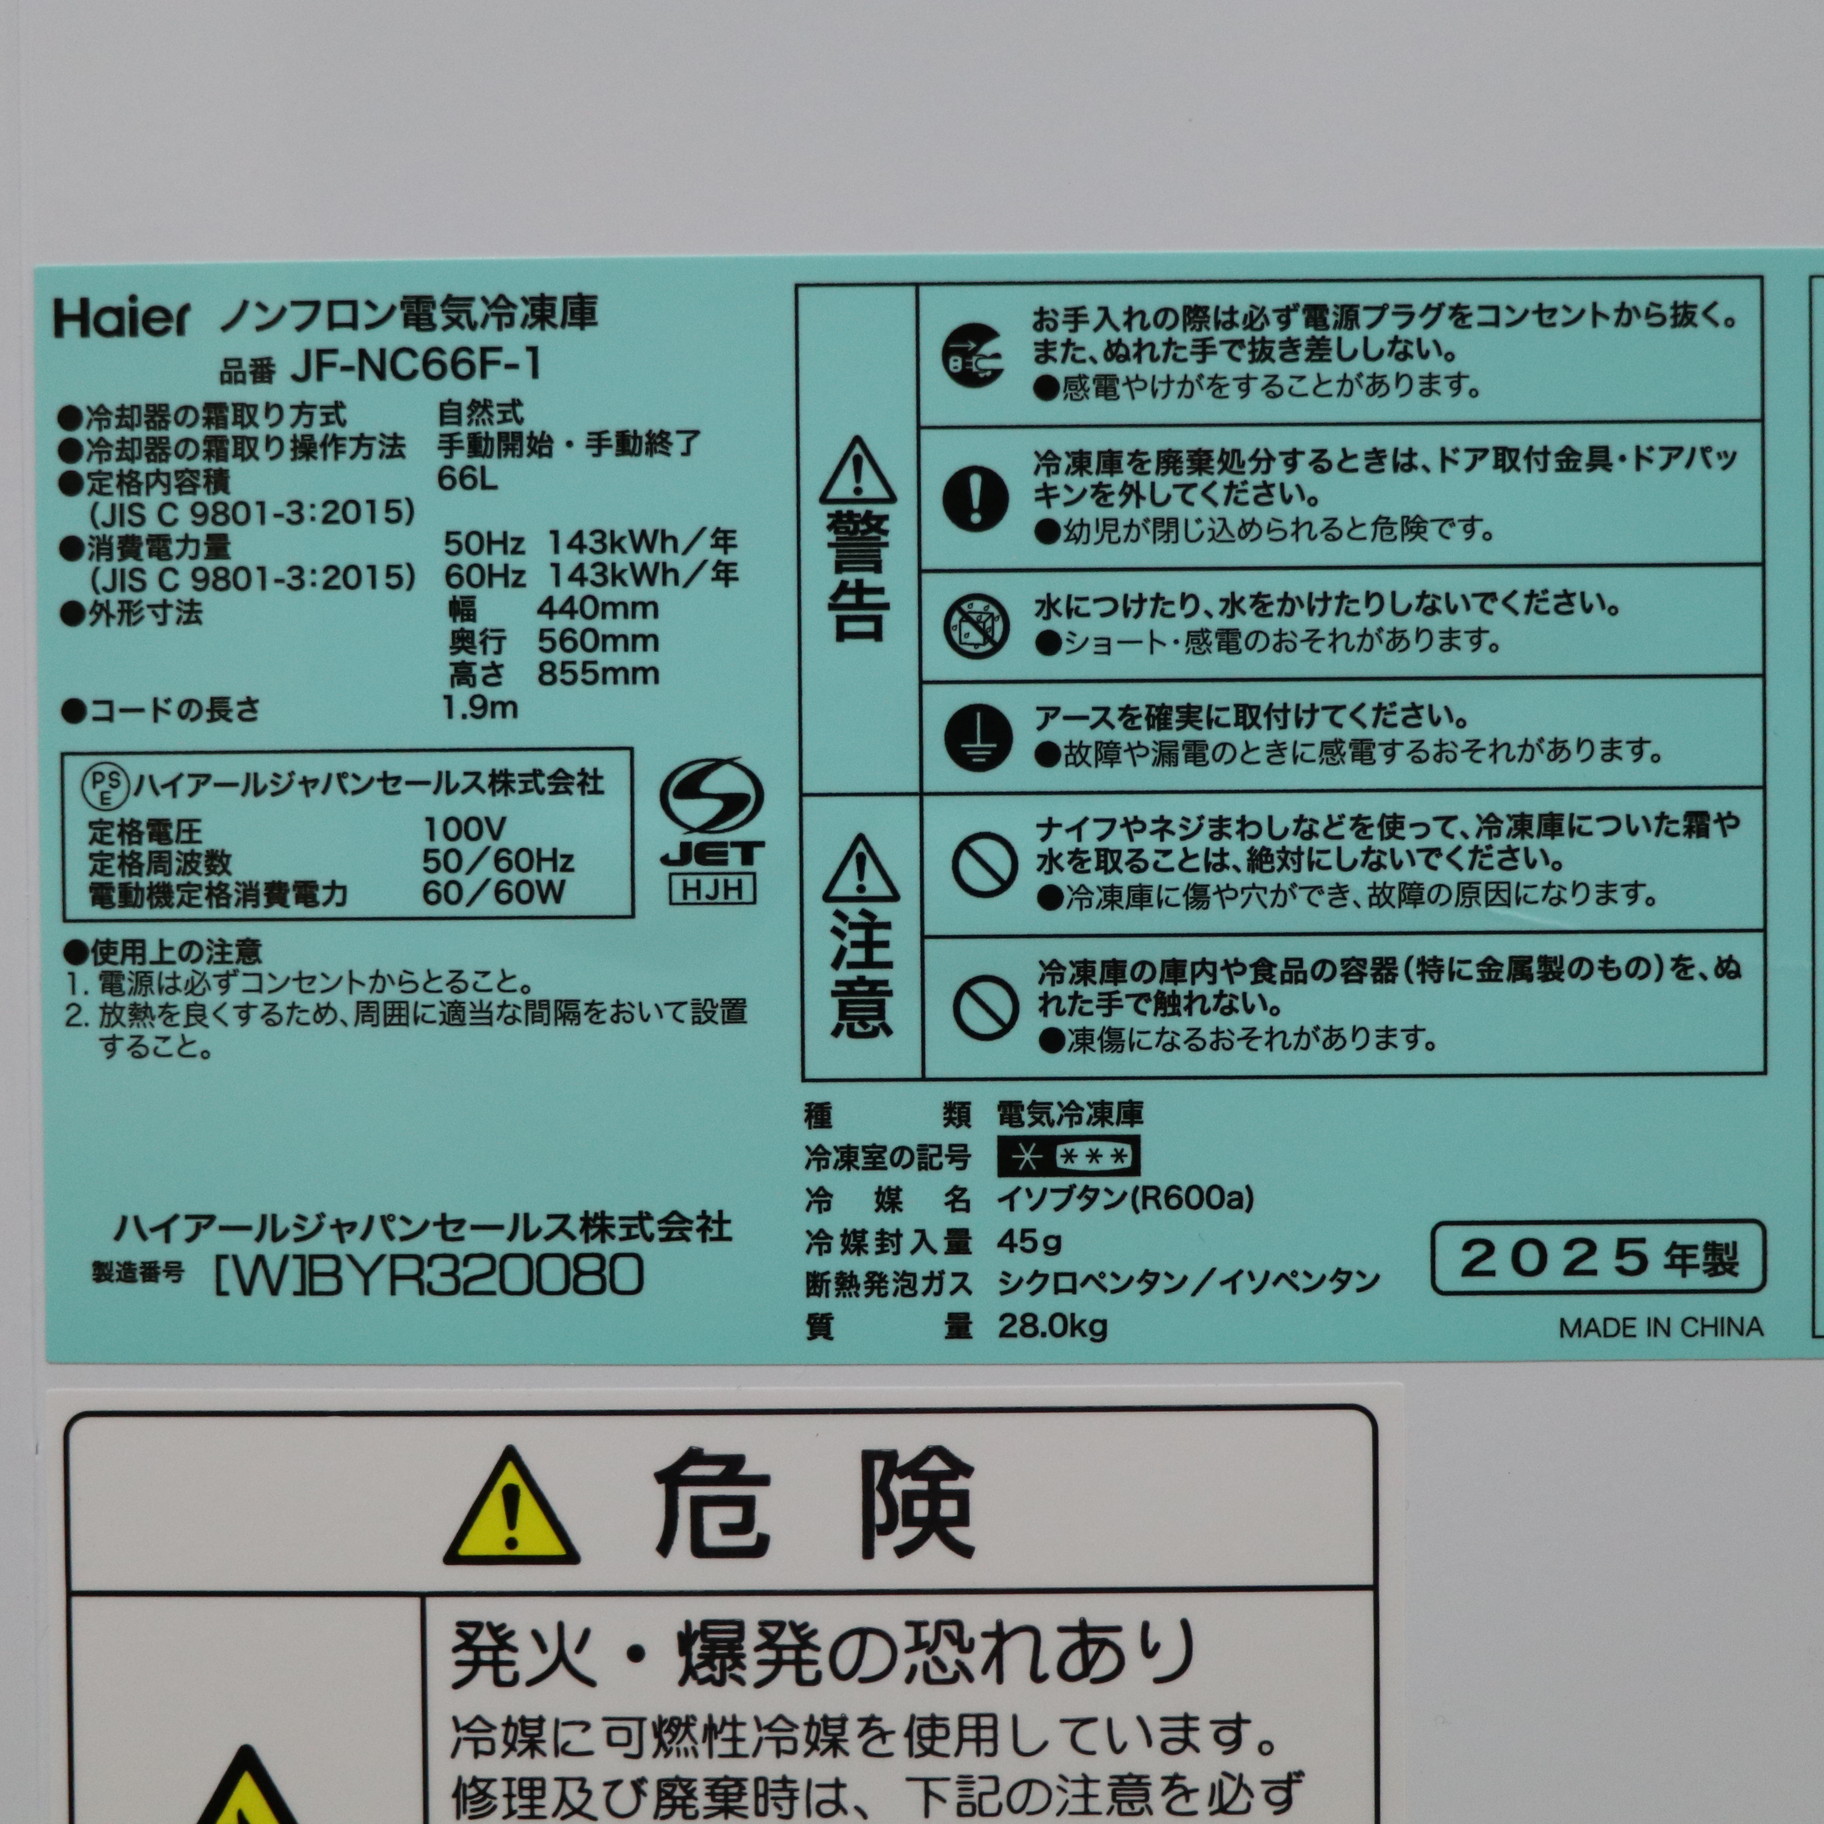 Haier ノンフロン電気冷凍庫
品番 JF-NC66F-1
●冷却器の霜取り方式 自然式
●冷却器の霜取り操作方法 手動開始・手動終了
●定格内容積 66L
(JIS C 9801-3:2015)
●消費電力量 50Hz 143kWh/年
(JIS C 9801-3:2015) 60Hz 143kWh/年
●外形寸法 幅 440mm
奥行 560mm
高さ 855mm
●コードの長さ 1.9m
PSE ハイアールジャパンセールス株式会社
定格電圧 100V
定格周波数 50/60Hz
電動機定格消費電力 60/60W
JET
HJH
●使用上の注意
1. 電源は必ずコンセントからとること。
2. 放熱を良くするため、周囲に適当な間隔をおいて設置
すること。
ハイアールジャパンセールス株式会社
製造番号 [W]BYR320080
警告
お手入れの際は必ず電源プラグをコンセントから抜く。
また、ぬれた手で抜き差ししない。
●感電やけがをすることがあります。
冷凍庫を廃棄処分するときは、ドア取付金具・ドアパッ
キンを外してください。
●幼児が閉じ込められると危険です。
水につけたり、水をかけたりしないでください。
●ショート・感電のおそれがあります。
アースを確実に取付けてください。
●故障や漏電のときに感電するおそれがあります。
注意
ナイフやネジまわしなどを使って、冷凍庫についた霜や
氷を取ることは、絶対にしないでください。
●冷凍庫に傷や穴ができ、故障の原因になります。
冷凍庫の庫内や食品の容器(特に金属製のもの)を、ぬ
れた手で触れない。
●凍傷になるおそれがあります。
種類 電気冷凍庫
冷凍室の記号 * ***
冷媒名 イソブタン(R600a)
冷媒封入量 45g
断熱発泡ガス シクロペンタン/イソペンタン
質量 28.0kg
2025年製
MADE IN CHINA
危険
発火・爆発の恐れあり
冷媒に可燃性冷媒を使用しています。
修理及び廃棄時は、下記の注意を必ず